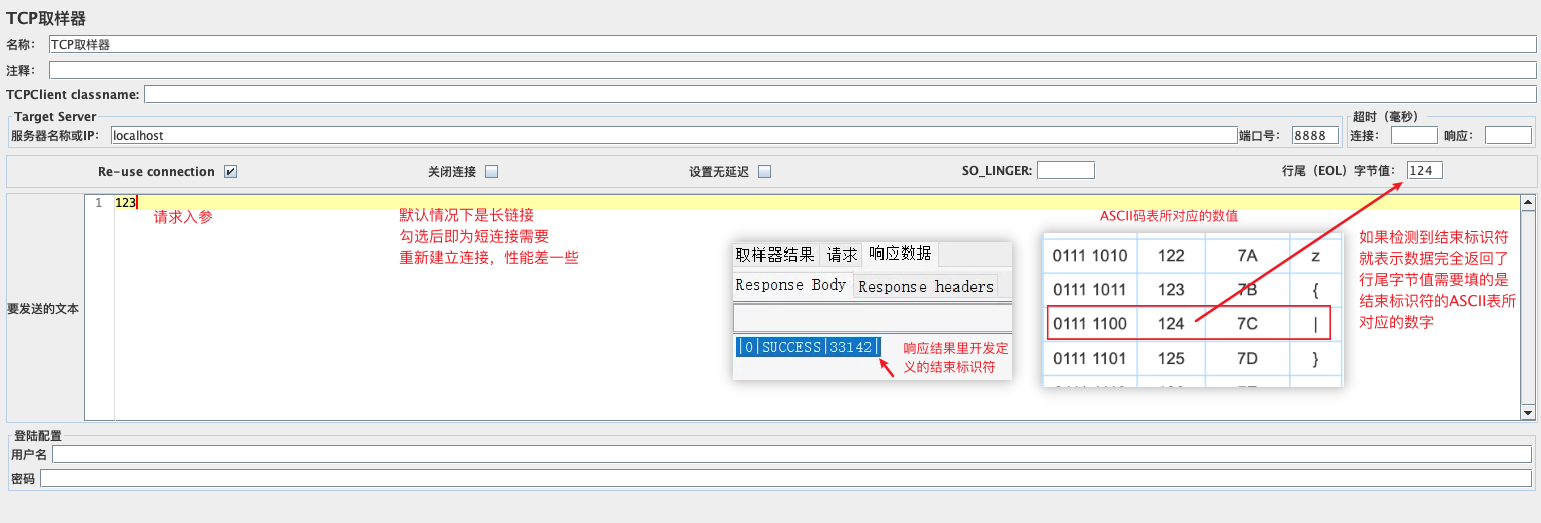 TCP取样器
名称： TCP取样器
注释：
TCPClient classname:
Target Server
服务器名称或IP： localhost 端口号： 8888
超时（毫秒）
连接： 响应：
Re-use connection 关闭连接 设置无延迟 SO_LINGER: 行尾（EOL）字节值： 124
要发送的文本
1 123
请求入参
默认情况下是长链接
勾选后即为短连接需要
重新建立连接，性能差一些
取样器结果 请求 响应数据
Response Body Response headers
|0|SUCCESS|33142|
响应结果里开发定
义的结束标识符
ASCII码表所对应的数值
0111 1010 122 7A z
0111 1011 123 7B {
0111 1100 124 7C |
0111 1101 125 7D }
如果检测到结束标识符
就表示数据完全返回了
行尾字节值需要填的是
结束标识符的ASCII表所
对应的数字
登陆配置
用户名
密码